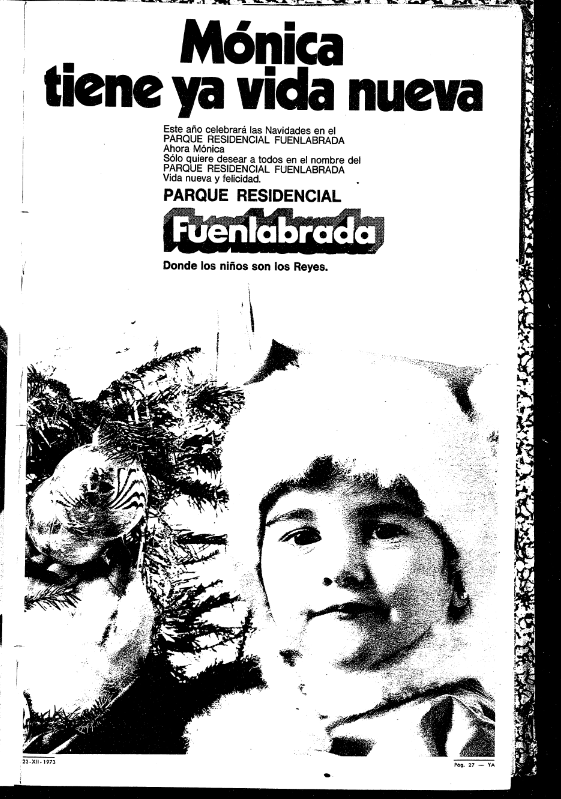 Mónica
tiene ya vida nueva
Este año celebrará las Navidades en el
PARQUE RESIDENCIAL FUENLABRADA
Ahora Mónica
Sólo quiere desear a todos en el nombre del
PARQUE RESIDENCIAL FUENLABRADA
Vida nueva y felicidad.
PARQUE RESIDENCIAL
Fuenlabrada
Donde los niños son los Reyes.
23-XII-1973
Pág. 27 — YA